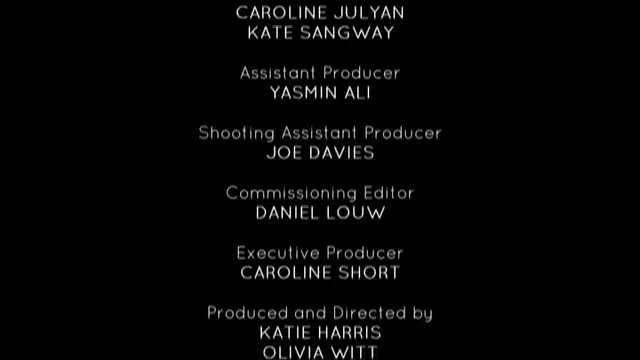 CAROLINE JULYAN
KATE SANGWAY
Assistant Producer
YASMIN ALI
Shooting Assistant Producer
JOE DAVIES
Commissioning Editor
DANIEL LOUW
Executive Producer
CAROLINE SHORT
Produced and Directed by
KATIE HARRIS
OLIVIA WITT